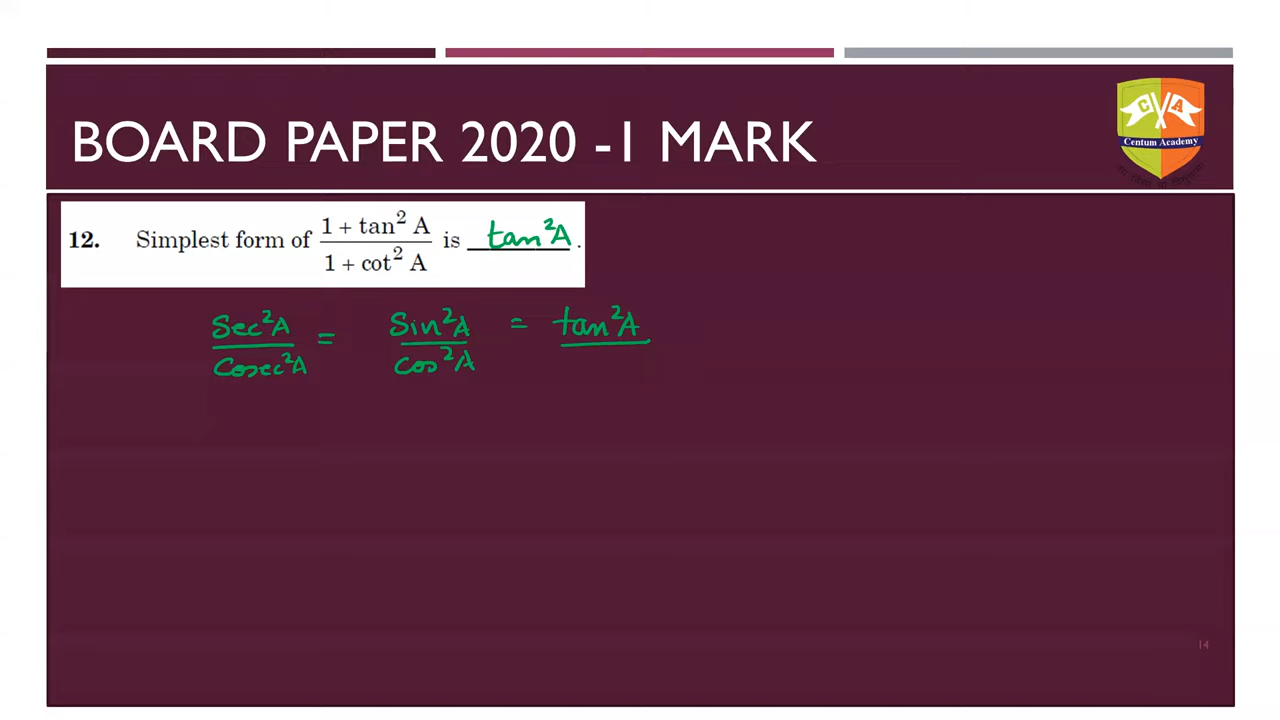 BOARD PAPER 2020 -1 MARK
C A
Centum Academy
12. Simplest form of (1 + tan² A)/(1 + cot² A) is tan²A.
Sec²A/Cosec²A = Sin²A/Cos²A = tan²A
14